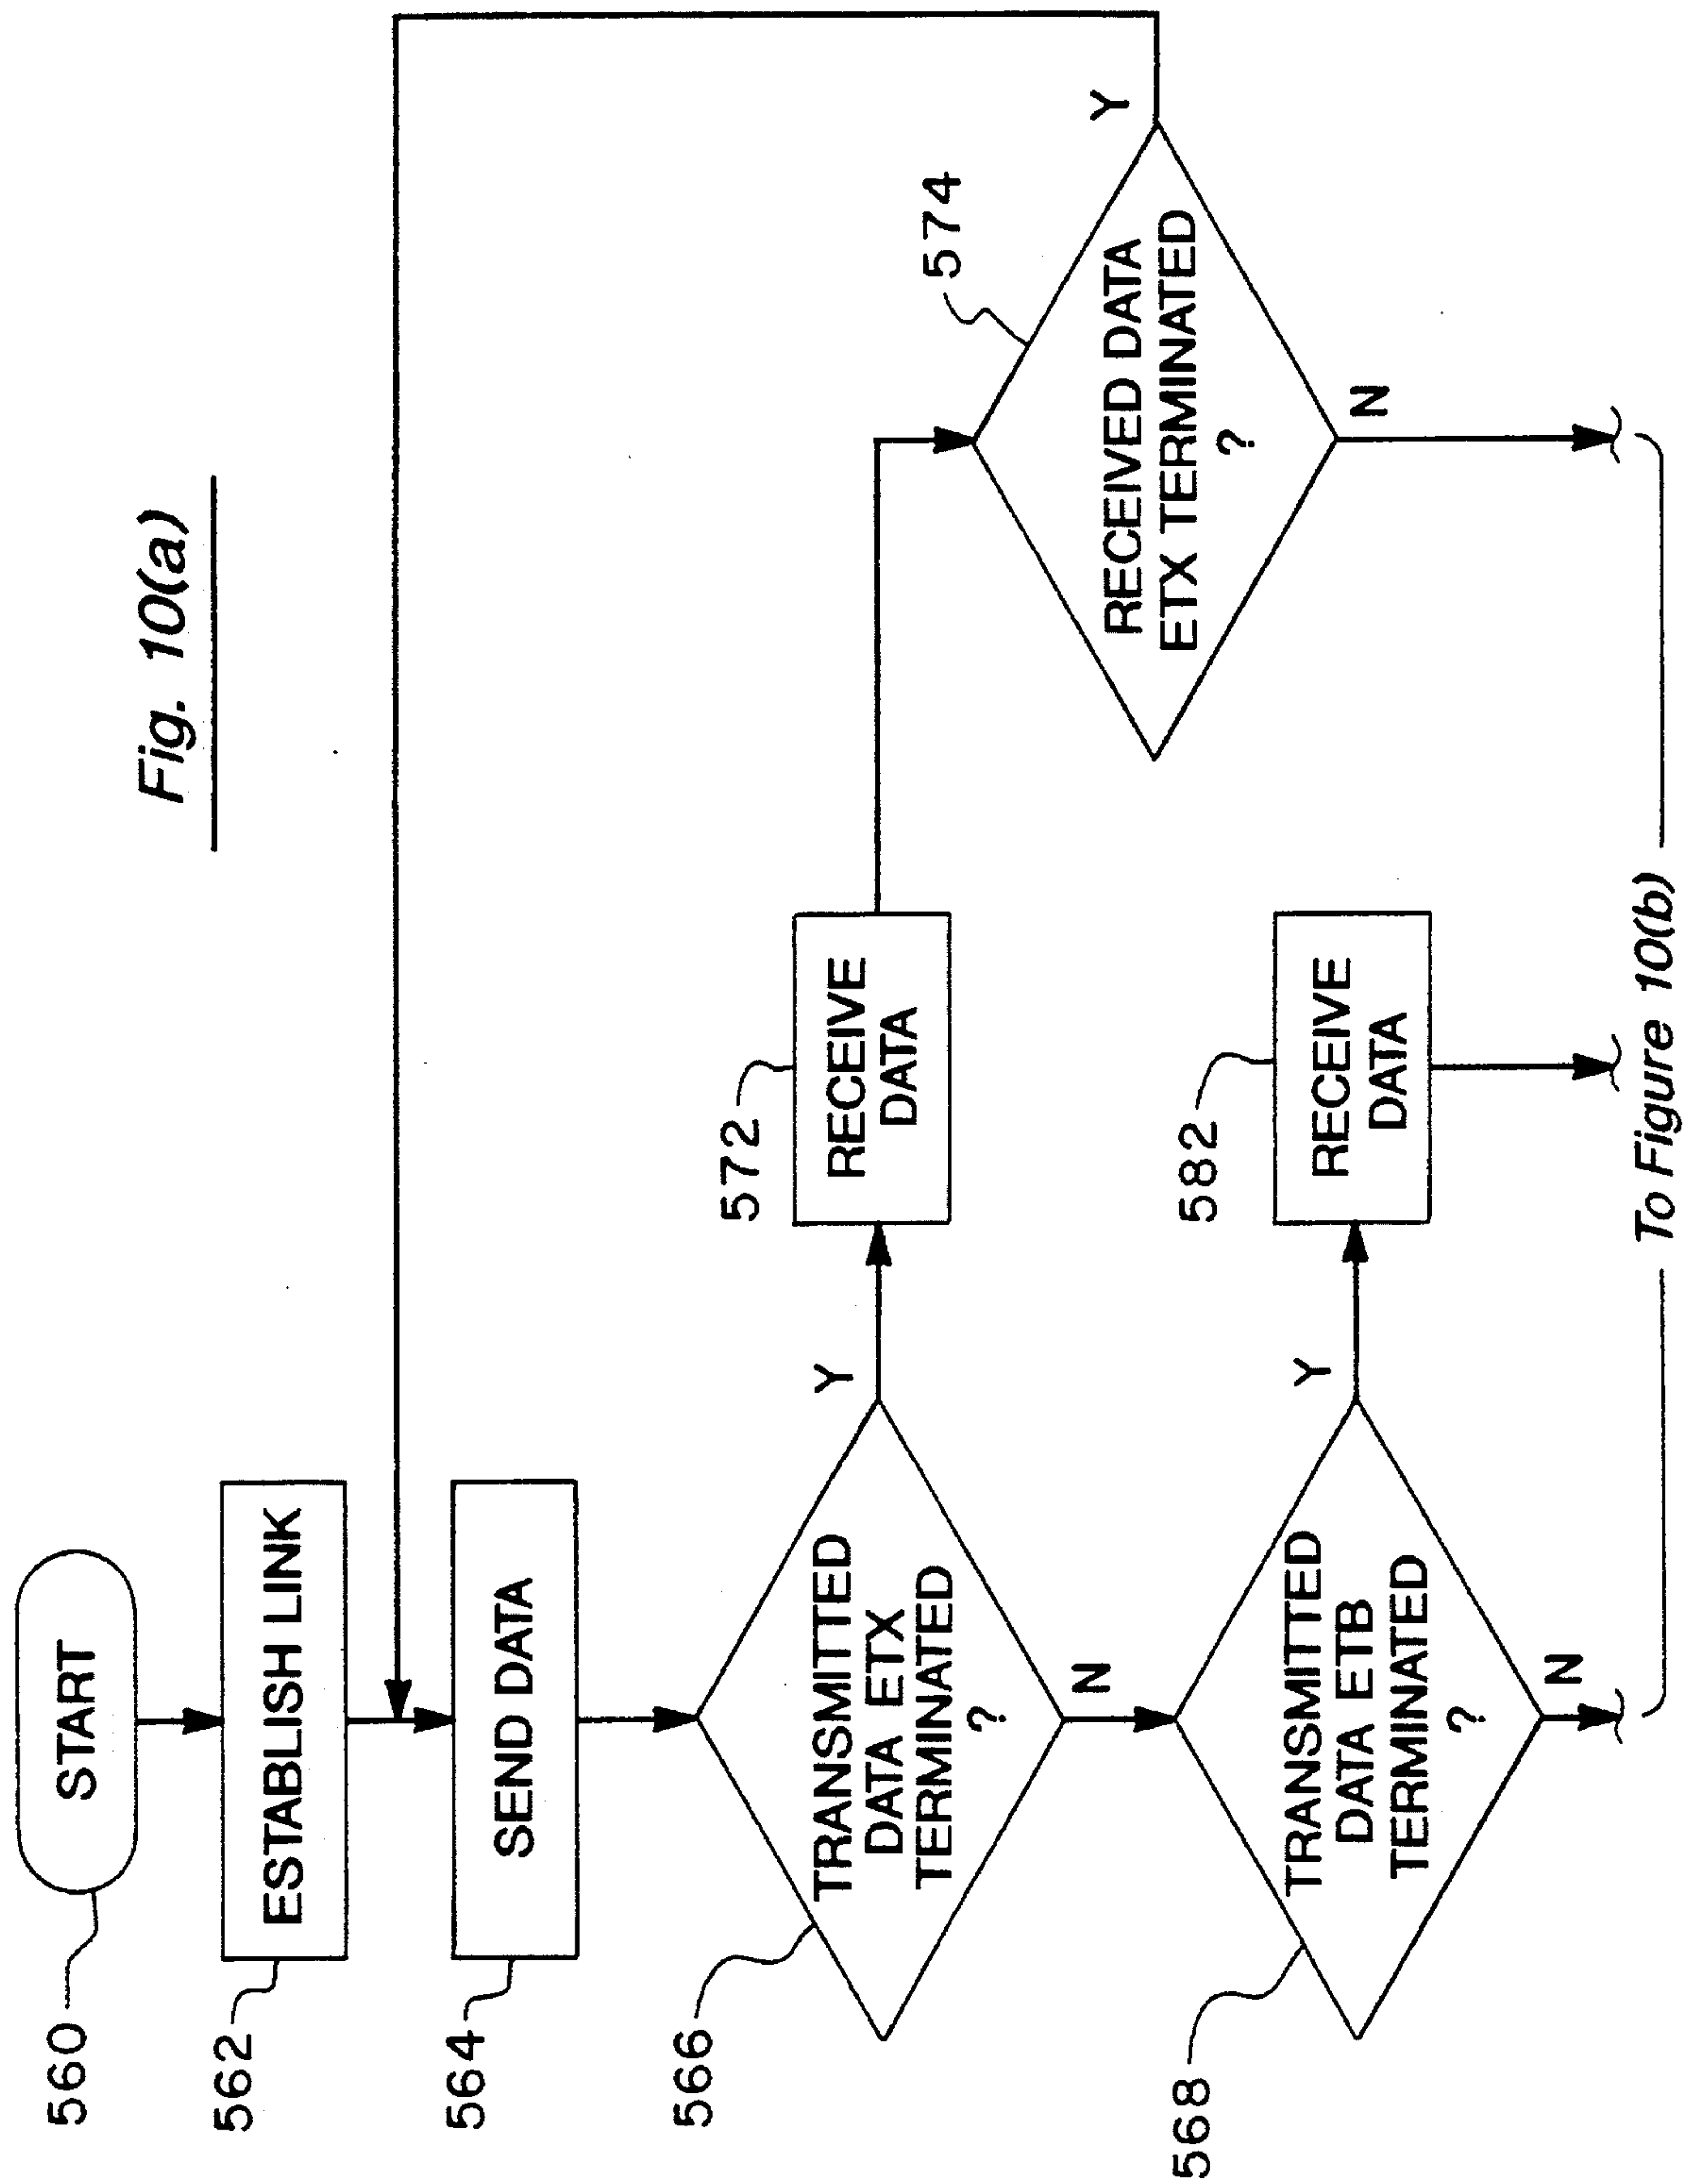 Fig. 10(a)
560
START
562
ESTABLISH LINK
564
SEND DATA
566
TRANSMITTED
DATA ETX
TERMINATED
?
Y
N
572
RECEIVE
DATA
574
RECEIVED DATA
ETX TERMINATED
?
Y
N
568
TRANSMITTED
DATA ETB
TERMINATED
?
Y
N
582
RECEIVE
DATA
To Figure 10(b)